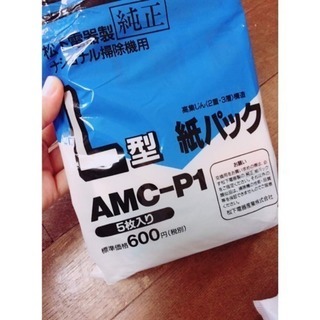 純正
松下電器製
ナショナル掃除機用
高集じん(2層・3層)構造
L型 紙パック
AMC-P1
5枚入り
標準価格600円(税別)
お願い
松下電器産業株式会社